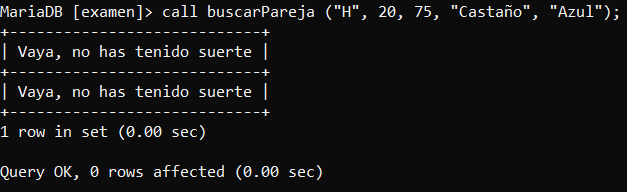 MariaDB [examen]> call buscarPareja ("H", 20, 75, "Castaño", "Azul");
+----------------------------+
| Vaya, no has tenido suerte |
+----------------------------+
| Vaya, no has tenido suerte |
+----------------------------+
1 row in set (0.00 sec)
Query OK, 0 rows affected (0.00 sec)